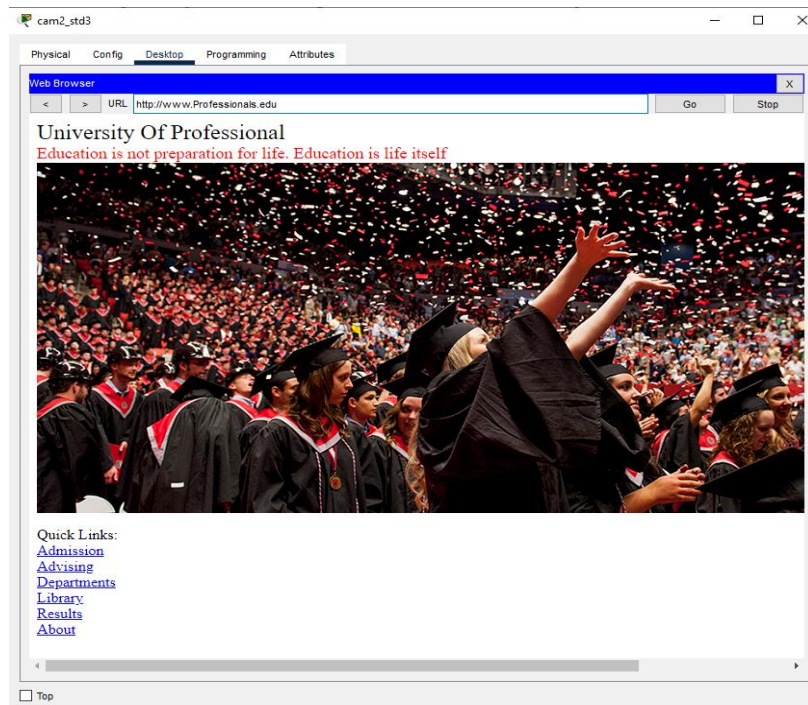 cam2_std3
Physical Config Desktop Programming Attributes
Web Browser X
< > URL http://www.Professionals.edu Go Stop
University Of Professional
Education is not preparation for life. Education is life itself
Quick Links:
Admission
Advising
Departments
Library
Results
About
Top